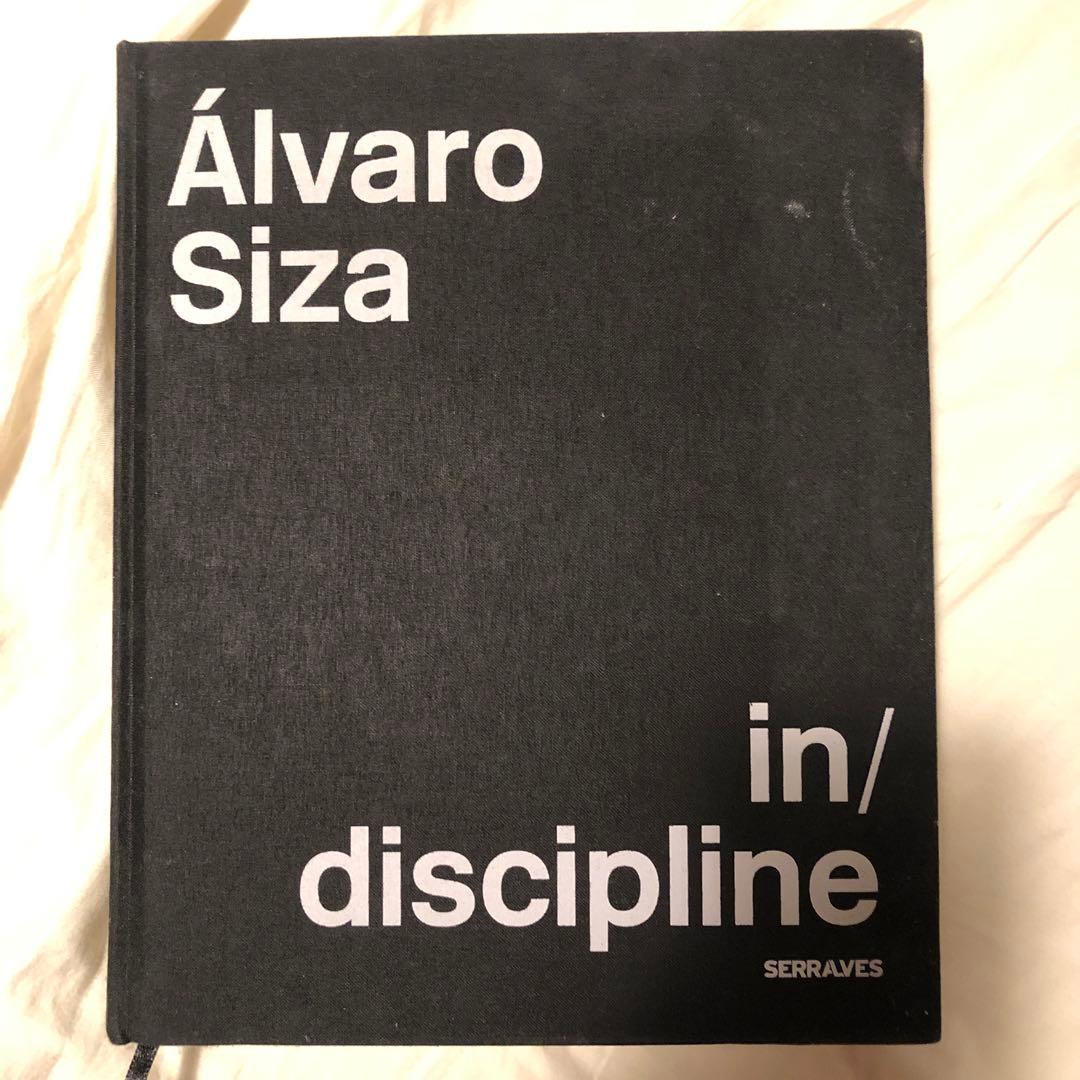 Álvaro
Siza
in/
discipline
SERRALVES